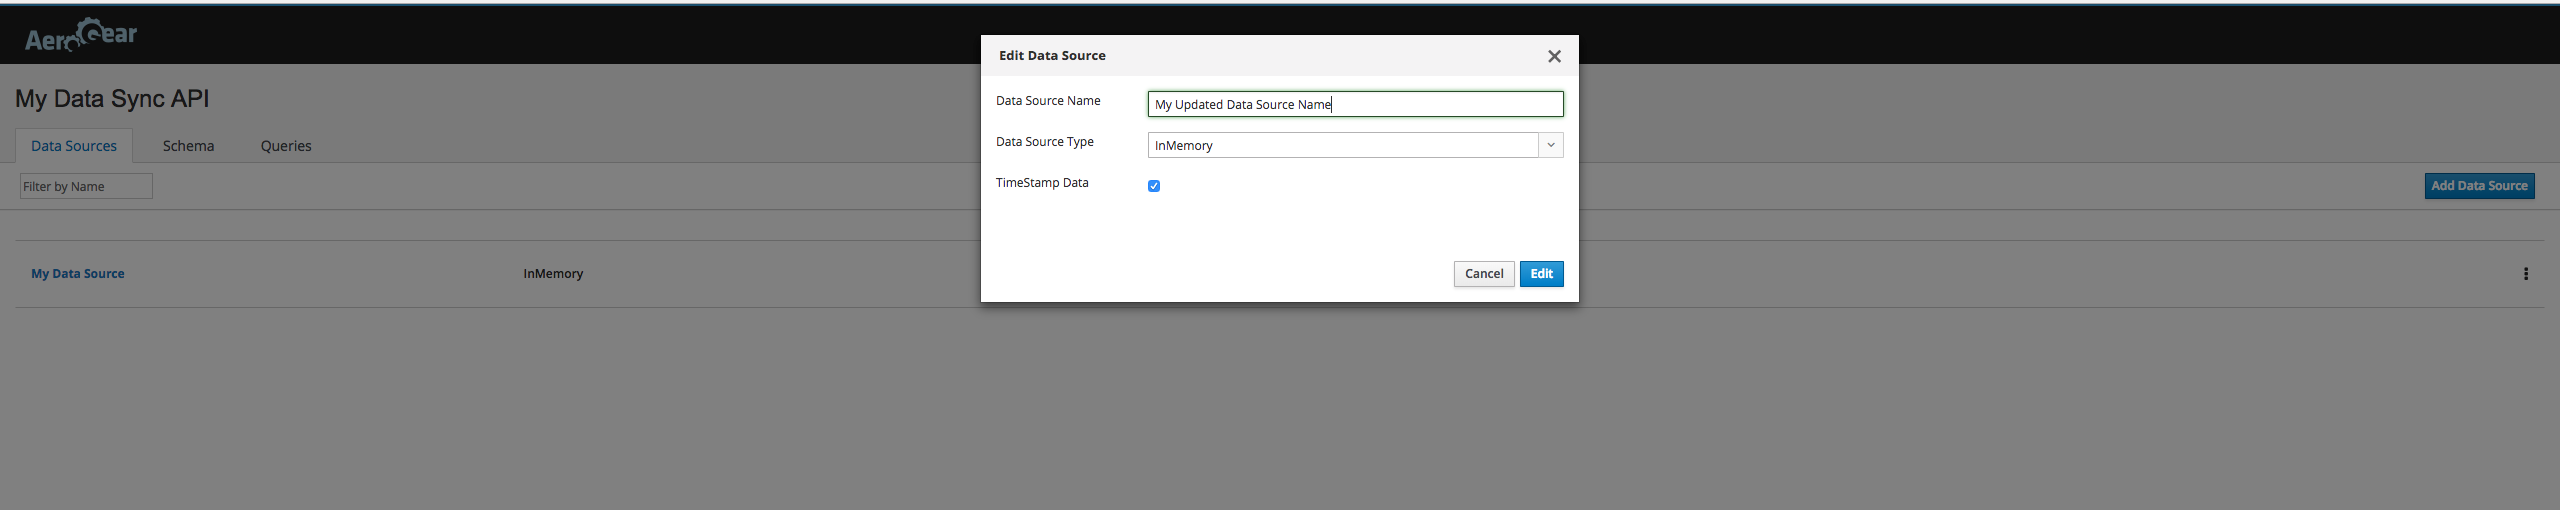 AeroGear
Edit Data Source
Data Source Name
My Updated Data Source Name
Data Source Type
InMemory
TimeStamp Data
Cancel
Edit
My Data Sync API
Data Sources
Schema
Queries
Filter by Name
Add Data Source
My Data Source
InMemory